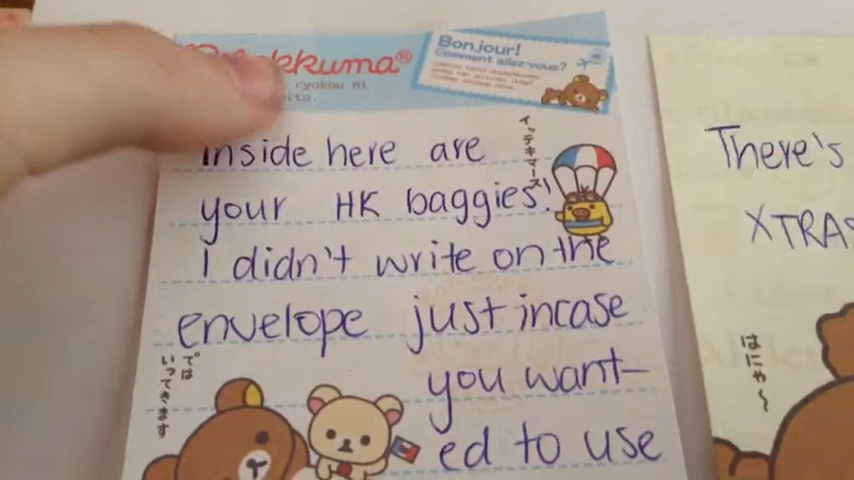 kkuma®
ryokou ni
Bonjour!
Comment allez-vous?
イッテキマース
inside here are
your HK baggies!
I didn't write on the
envelope just incase
you want-
ed to use
では
いってきます
There's
XTRAS
はにゃ〜